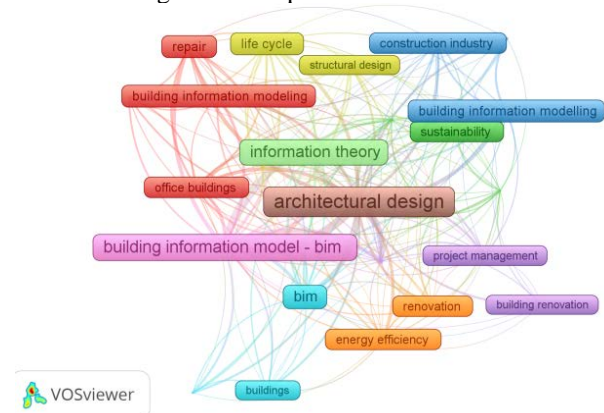 repair
life cycle
construction industry
structural design
building information modeling
building information modelling
sustainability
information theory
office buildings
architectural design
building information model - bim
project management
bim
renovation
building renovation
energy efficiency
buildings
VOSviewer